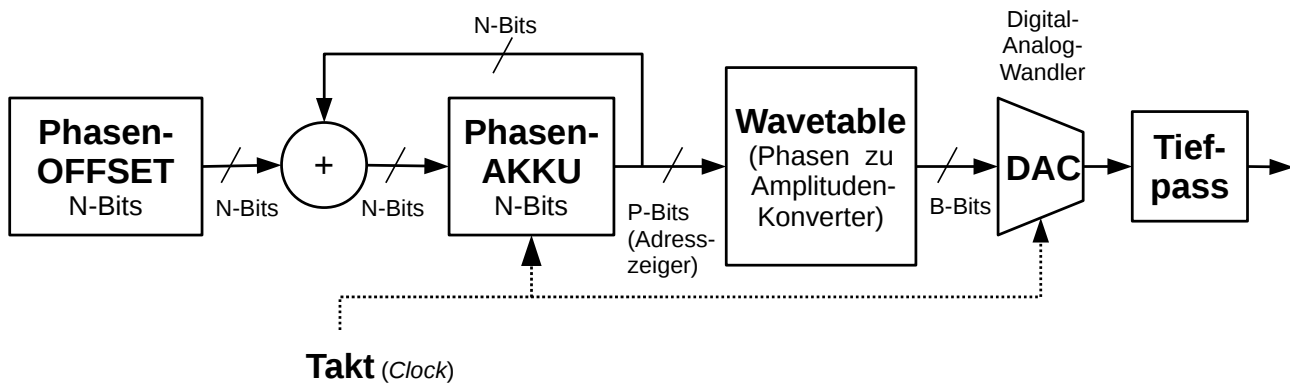 N-Bits
Digital-
Analog-
Wandler
Phasen-
OFFSET
N-Bits
N-Bits
+
N-Bits
Phasen-
AKKU
N-Bits
P-Bits
(Adress-
zeiger)
Wavetable
(Phasen zu
Amplituden-
Konverter)
B-Bits
DAC
Tief-
pass
Takt (Clock)